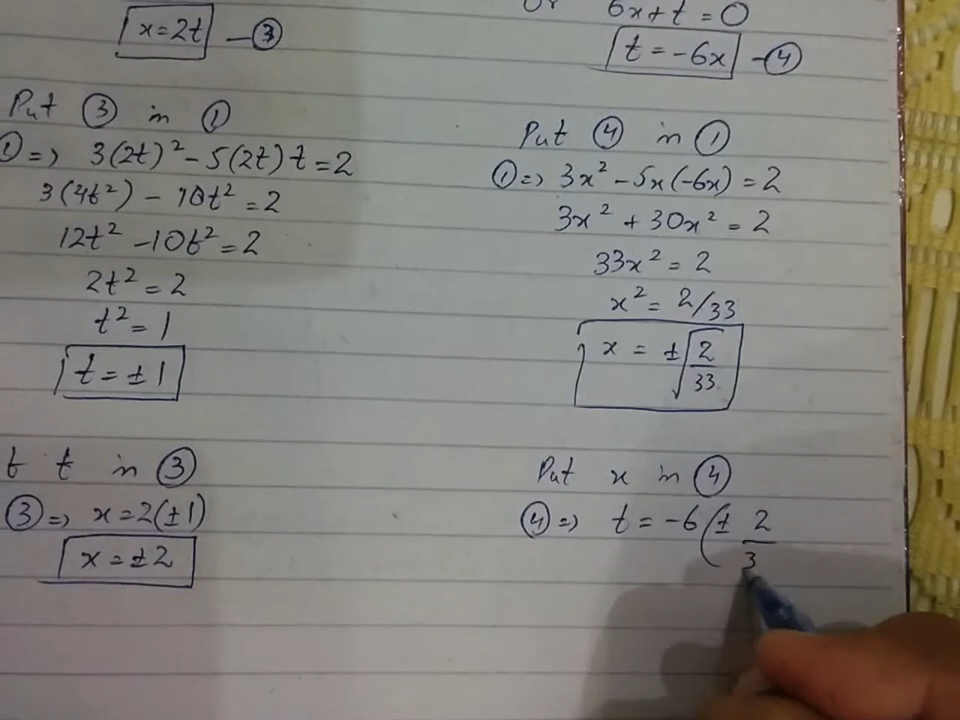 x=2t —③
Put ③ in ①
①=> 3(2t)² - 5(2t)t = 2
3(4t²) - 10t² = 2
12t² - 10t² = 2
2t² = 2
t² = 1
t = ±1
t in ③
③=> x = 2(±1)
x = ±2
Or 6x+t = 0
t = -6x —④
Put ④ in ①
①=> 3x² - 5x(-6x) = 2
3x² + 30x² = 2
33x² = 2
x² = 2/33
x = ±√2/33
Put x in ④
④=> t = -6(± 2/3